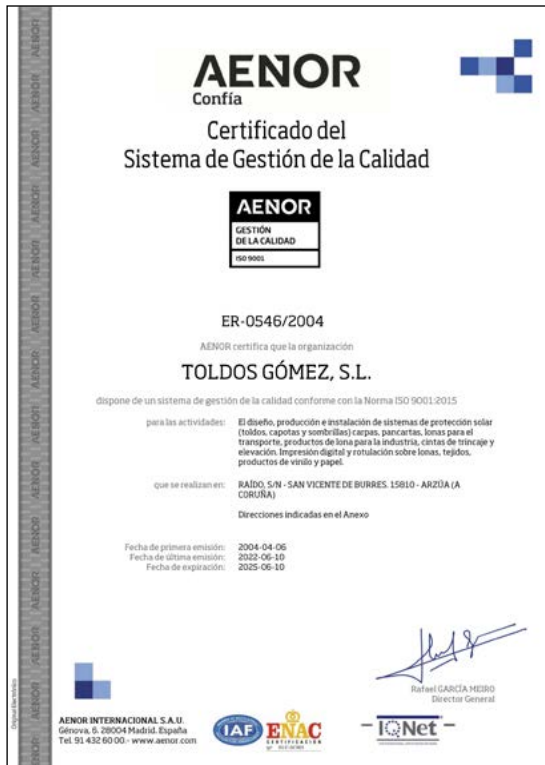 AENOR
Confía
Certificado del
Sistema de Gestión de la Calidad
AENOR
GESTIÓN
DE LA CALIDAD
ISO 9001
ER-0546/2004
AENOR certifica que la organización
TOLDOS GÓMEZ, S.L.
dispone de un sistema de gestión de la calidad conforme con la Norma ISO 9001:2015
para las actividades: El diseño, producción e instalación de sistemas de protección solar
(toldos, capotas y sombrillas) carpas, pancartas, lonas para el
transporte, productos de lona para la industria, cintas de trincaje y
elevación. Impresión digital y rotulación sobre lonas, tejidos,
productos de vinilo y papel.
que se realizan en: RAÍDO, S/N - SAN VICENTE DE BURRES. 15810 - ARZÚA (A
CORUÑA)
Direcciones indicadas en el Anexo
Fecha de primera emisión: 2004-04-06
Fecha de última emisión: 2022-06-10
Fecha de expiración: 2025-06-10
Rafael GARCÍA MEIRO
Director General
Original Electrónico
AENOR INTERNACIONAL S.A.U.
Génova, 6. 28004 Madrid. España
Tel. 91 432 60 00.- www.aenor.com
IAF
ENAC
CERTIFICACIÓN
IQNet